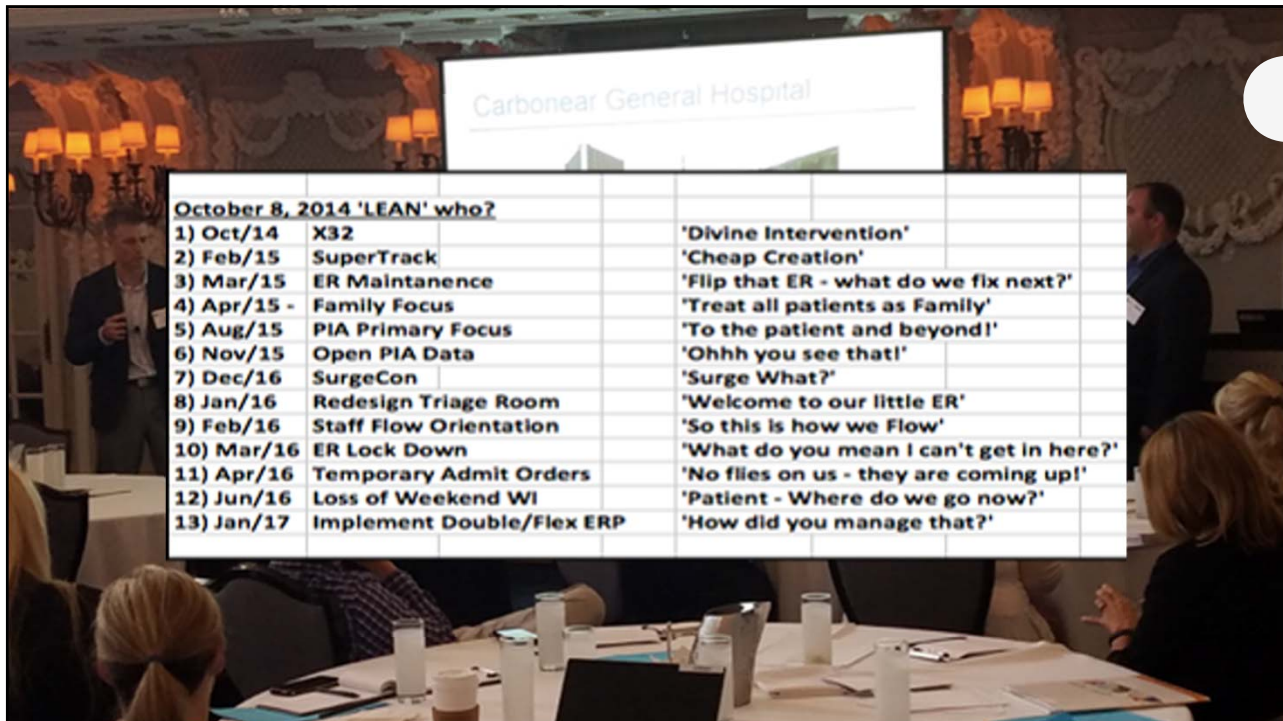 Carbonear General Hospital
October 8, 2014 'LEAN' who?
1) Oct/14 X32 'Divine Intervention'
2) Feb/15 SuperTrack 'Cheap Creation'
3) Mar/15 ER Maintanence 'Flip that ER - what do we fix next?'
4) Apr/15 - Family Focus 'Treat all patients as Family'
5) Aug/15 PIA Primary Focus 'To the patient and beyond!'
6) Nov/15 Open PIA Data 'Ohhh you see that!'
7) Dec/16 SurgeCon 'Surge What?'
8) Jan/16 Redesign Triage Room 'Welcome to our little ER'
9) Feb/16 Staff Flow Orientation 'So this is how we Flow'
10) Mar/16 ER Lock Down 'What do you mean I can't get in here?'
11) Apr/16 Temporary Admit Orders 'No flies on us - they are coming up!'
12) Jun/16 Loss of Weekend WI 'Patient - Where do we go now?'
13) Jan/17 Implement Double/Flex ERP 'How did you manage that?'